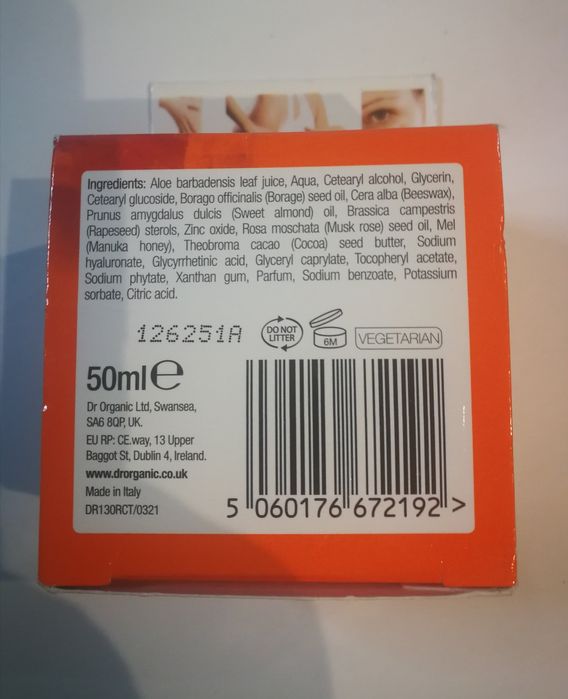 Ingredients: Aloe barbadensis leaf juice, Aqua, Cetearyl alcohol, Glycerin,
Cetearyl glucoside, Borago officinalis (Borage) seed oil, Cera alba (Beeswax),
Prunus amygdalus dulcis (Sweet almond) oil, Brassica campestris
(Rapeseed) sterols, Zinc oxide, Rosa moschata (Musk rose) seed oil, Mel
(Manuka honey), Theobroma cacao (Cocoa) seed butter, Sodium
hyaluronate, Glycyrrhetinic acid, Glyceryl caprylate, Tocopheryl acetate,
Sodium phytate, Xanthan gum, Parfum, Sodium benzoate, Potassium
sorbate, Citric acid.
126251A
DO NOT
LITTER
6M
VEGETARIAN
50ml e
Dr Organic Ltd, Swansea,
SA6 8QP, UK.
EU RP: CE.way, 13 Upper
Baggot St, Dublin 4, Ireland.
www.drorganic.co.uk
Made in Italy
DR130RCT/0321
5 060176 672192 >